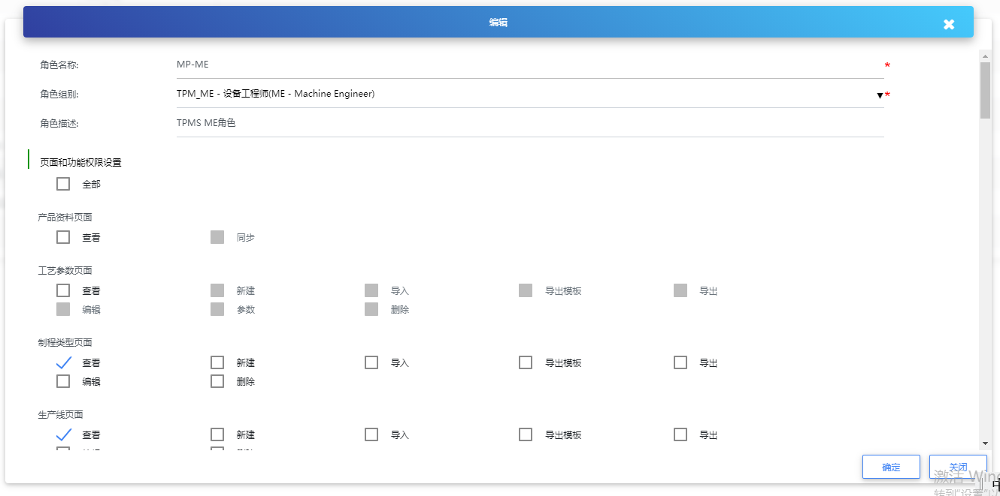 编辑
角色名称: MP-ME *
角色组别: TPM_ME - 设备工程师(ME - Machine Engineer) *
角色描述: TPMS ME角色
页面和功能权限设置
全部
产品资料页面
查看 同步
工艺参数页面
查看 新建 导入 导出模板 导出
编辑 参数 删除
制程类型页面
查看 新建 导入 导出模板 导出
编辑 删除
生产线页面
查看 新建 导入 导出模板 导出
确定 关闭
激活 Wind
转到"设置"以